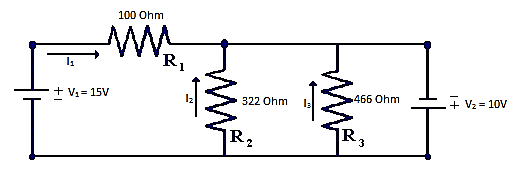 100 Ohm
I₁
R₁
+ V₁ = 15V
−
I₂
322 Ohm
R₂
I₃
466 Ohm
R₃
−
+ V₂ = 10V